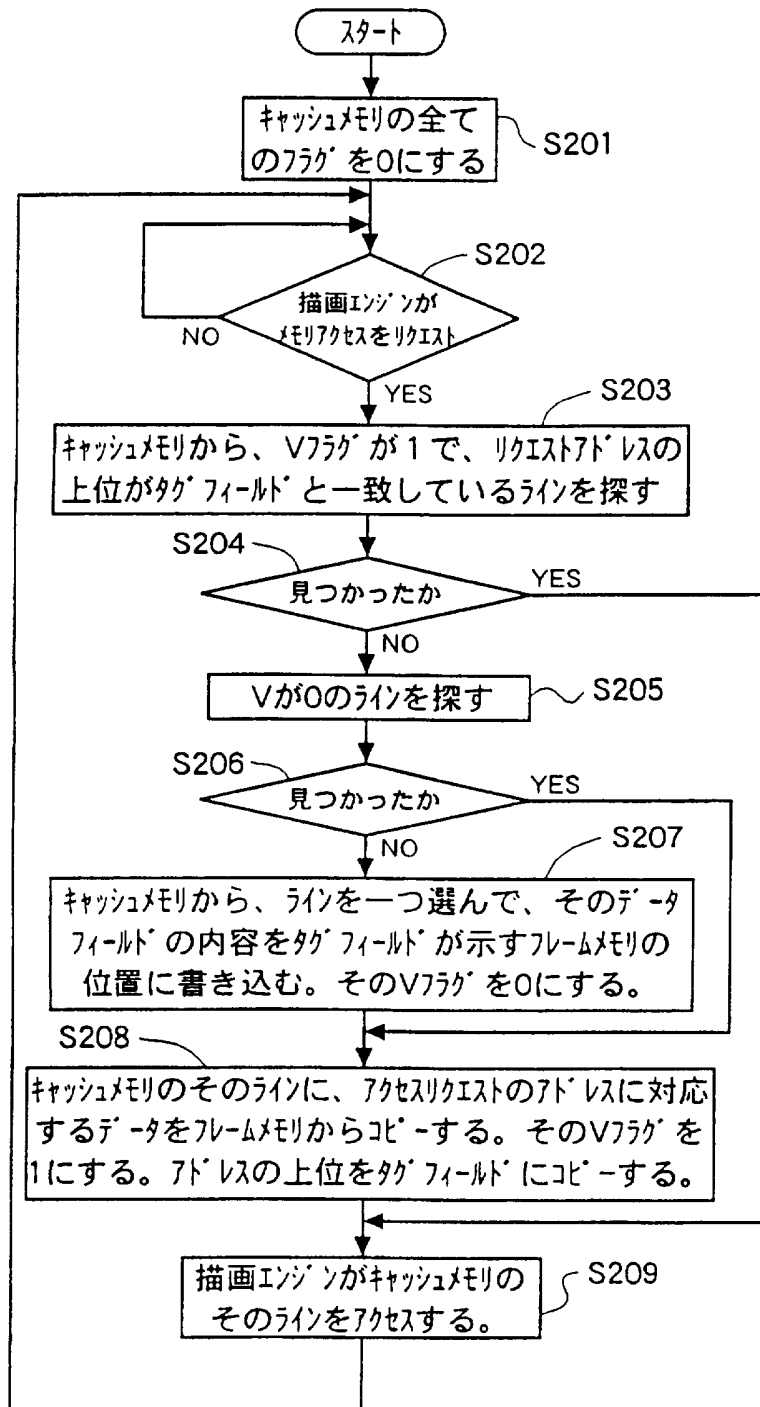 スタート
キャッシュメモリの全て
のフラグを0にする
S201
S202
描画エンジンが
メモリアクセスをリクエスト
NO
YES
S203
キャッシュメモリから、Vフラグが1で、リクエストアドレスの
上位がタグフィールドと一致しているラインを探す
S204
見つかったか
YES
NO
Vが0のラインを探す
S205
S206
見つかったか
YES
NO
S207
キャッシュメモリから、ラインを一つ選んで、そのデータ
フィールドの内容をタグフィールドが示すフレームメモリの
位置に書き込む。そのVフラグを0にする。
S208
キャッシュメモリのそのラインに、アクセスリクエストのアドレスに対応
するデータをフレームメモリからコピーする。そのVフラグを
1にする。アドレスの上位をタグフィールドにコピーする。
描画エンジンがキャッシュメモリの
そのラインをアクセスする。
S209